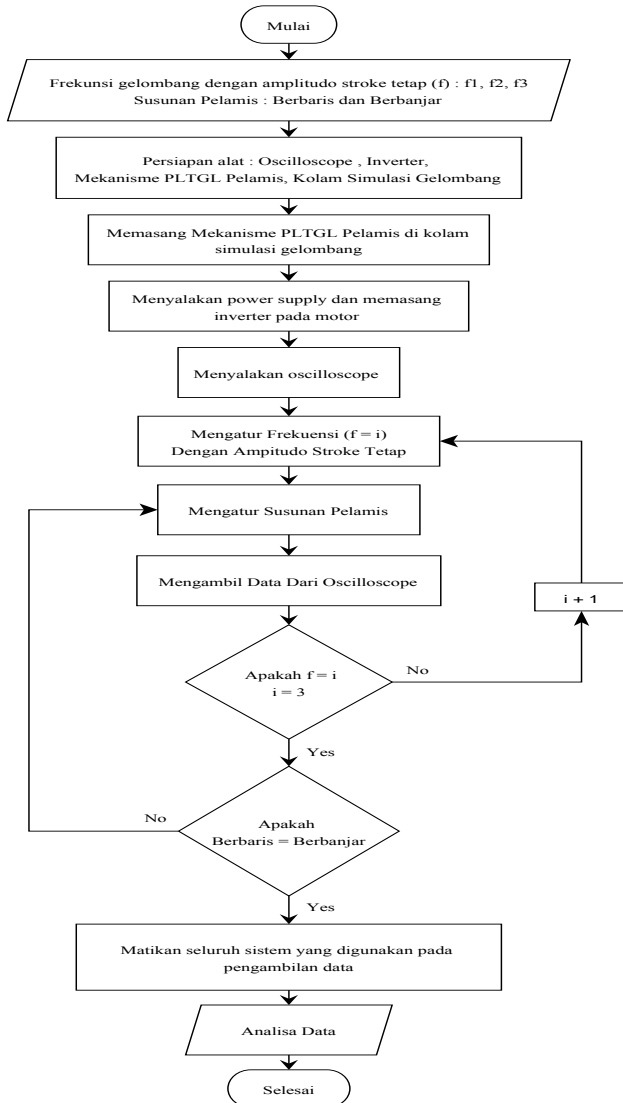 Mulai
Frekunsi gelombang dengan amplitudo stroke tetap (f) : f1, f2, f3
Susunan Pelamis : Berbaris dan Berbanjar
Persiapan alat : Oscilloscope , Inverter,
Mekanisme PLTGL Pelamis, Kolam Simulasi Gelombang
Memasang Mekanisme PLTGL Pelamis di kolam
simulasi gelombang
Menyalakan power supply dan memasang
inverter pada motor
Menyalakan oscilloscope
Mengatur Frekuensi (f = i)
Dengan Ampitudo Stroke Tetap
Mengatur Susunan Pelamis
Mengambil Data Dari Oscilloscope
i + 1
Apakah f = i
i = 3
No
Yes
No
Apakah
Berbaris = Berbanjar
Yes
Matikan seluruh sistem yang digunakan pada
pengambilan data
Analisa Data
Selesai